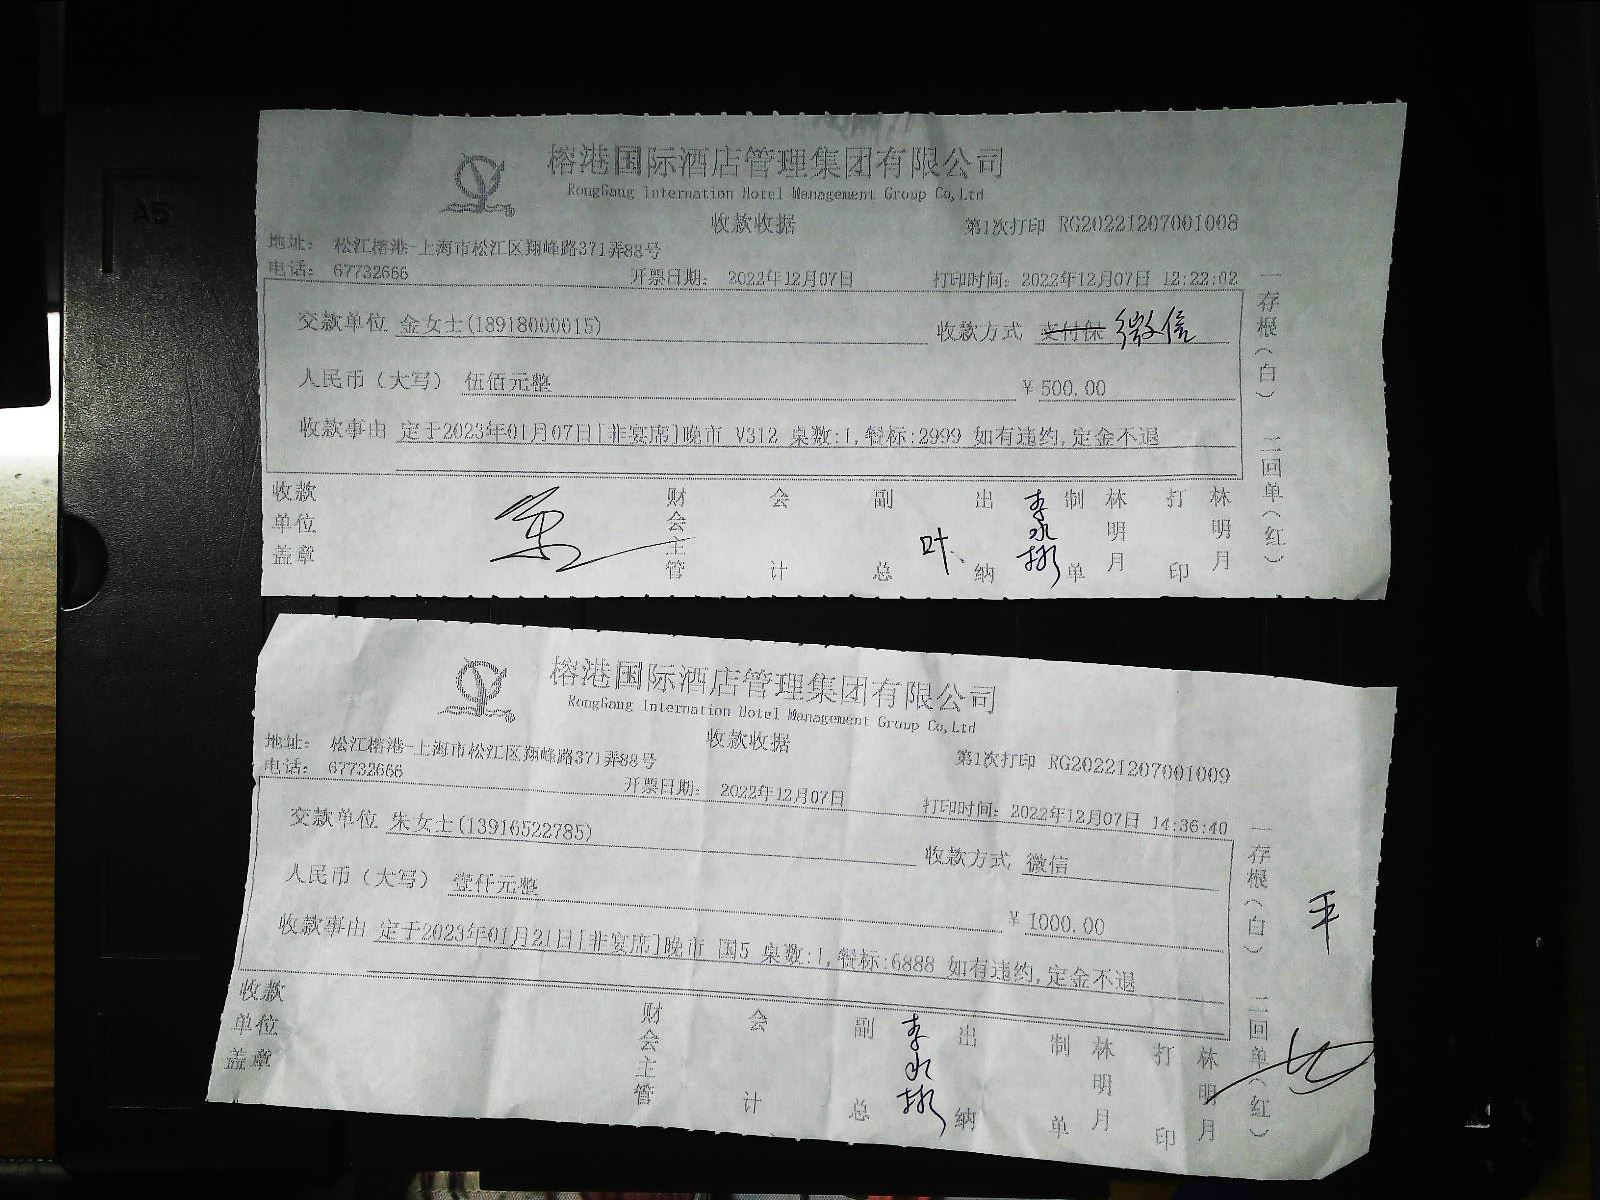 A5
榕港国际酒店管理集团有限公司
RongGang Internation Hotel Management Group Co,Ltd
收款收据
第1次打印 RG20221207001008
地址: 松江榕港-上海市松江区翔峰路371弄88号
电话: 67732666
开票日期: 2022年12月07日
打印时间: 2022年12月07日 12:22:02
交款单位 金女士(18918000015)
收款方式 支付保 微信
人民币(大写) 伍佰元整
¥ 500.00
收款事由 定于2023年01月07日[非宴席]晚市 V312 桌数:1,餐标:2999 如有违约,定金不退
收款单位盖章
财会主管
会计
副总
叶
出纳
李永彬
制单
林明月
打印
林明月
一存根(白) 二回单(红)
榕港国际酒店管理集团有限公司
RongGang Internation Hotel Management Group Co,Ltd
收款收据
第1次打印 RG20221207001009
地址: 松江榕港-上海市松江区翔峰路371弄88号
电话: 67732666
开票日期: 2022年12月07日
打印时间: 2022年12月07日 14:36:40
交款单位 朱女士(13916522785)
收款方式 微信
人民币(大写) 壹仟元整
¥ 1000.00
收款事由 定于2023年01月21日[非宴席]晚市 国5 桌数:1,餐标:6888 如有违约,定金不退
收款单位盖章
财会主管
会计
副总
李永彬
出纳
制单
林明月
打印
林明月
一存根(白) 二回单(红)